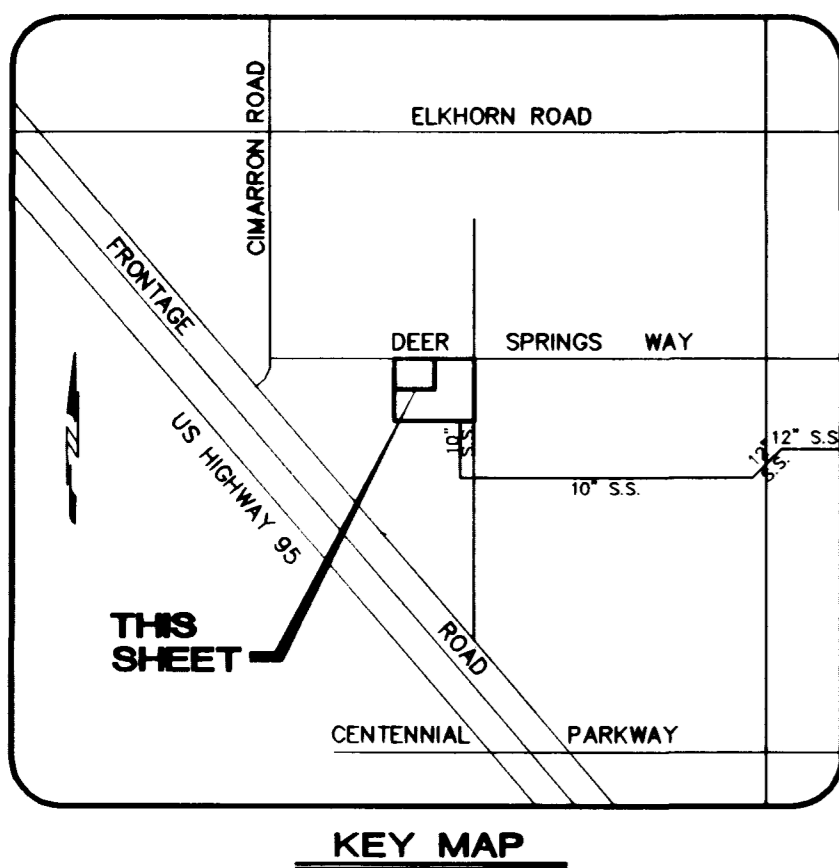 CIMARRON ROAD
ELKHORN ROAD
FRONTAGE
DEER SPRINGS WAY
US HIGHWAY 95
10" S.S.
12" S.S.
12" S.S
10" S.S.
THIS
SHEET
ROAD
CENTENNIAL PARKWAY
KEY MAP